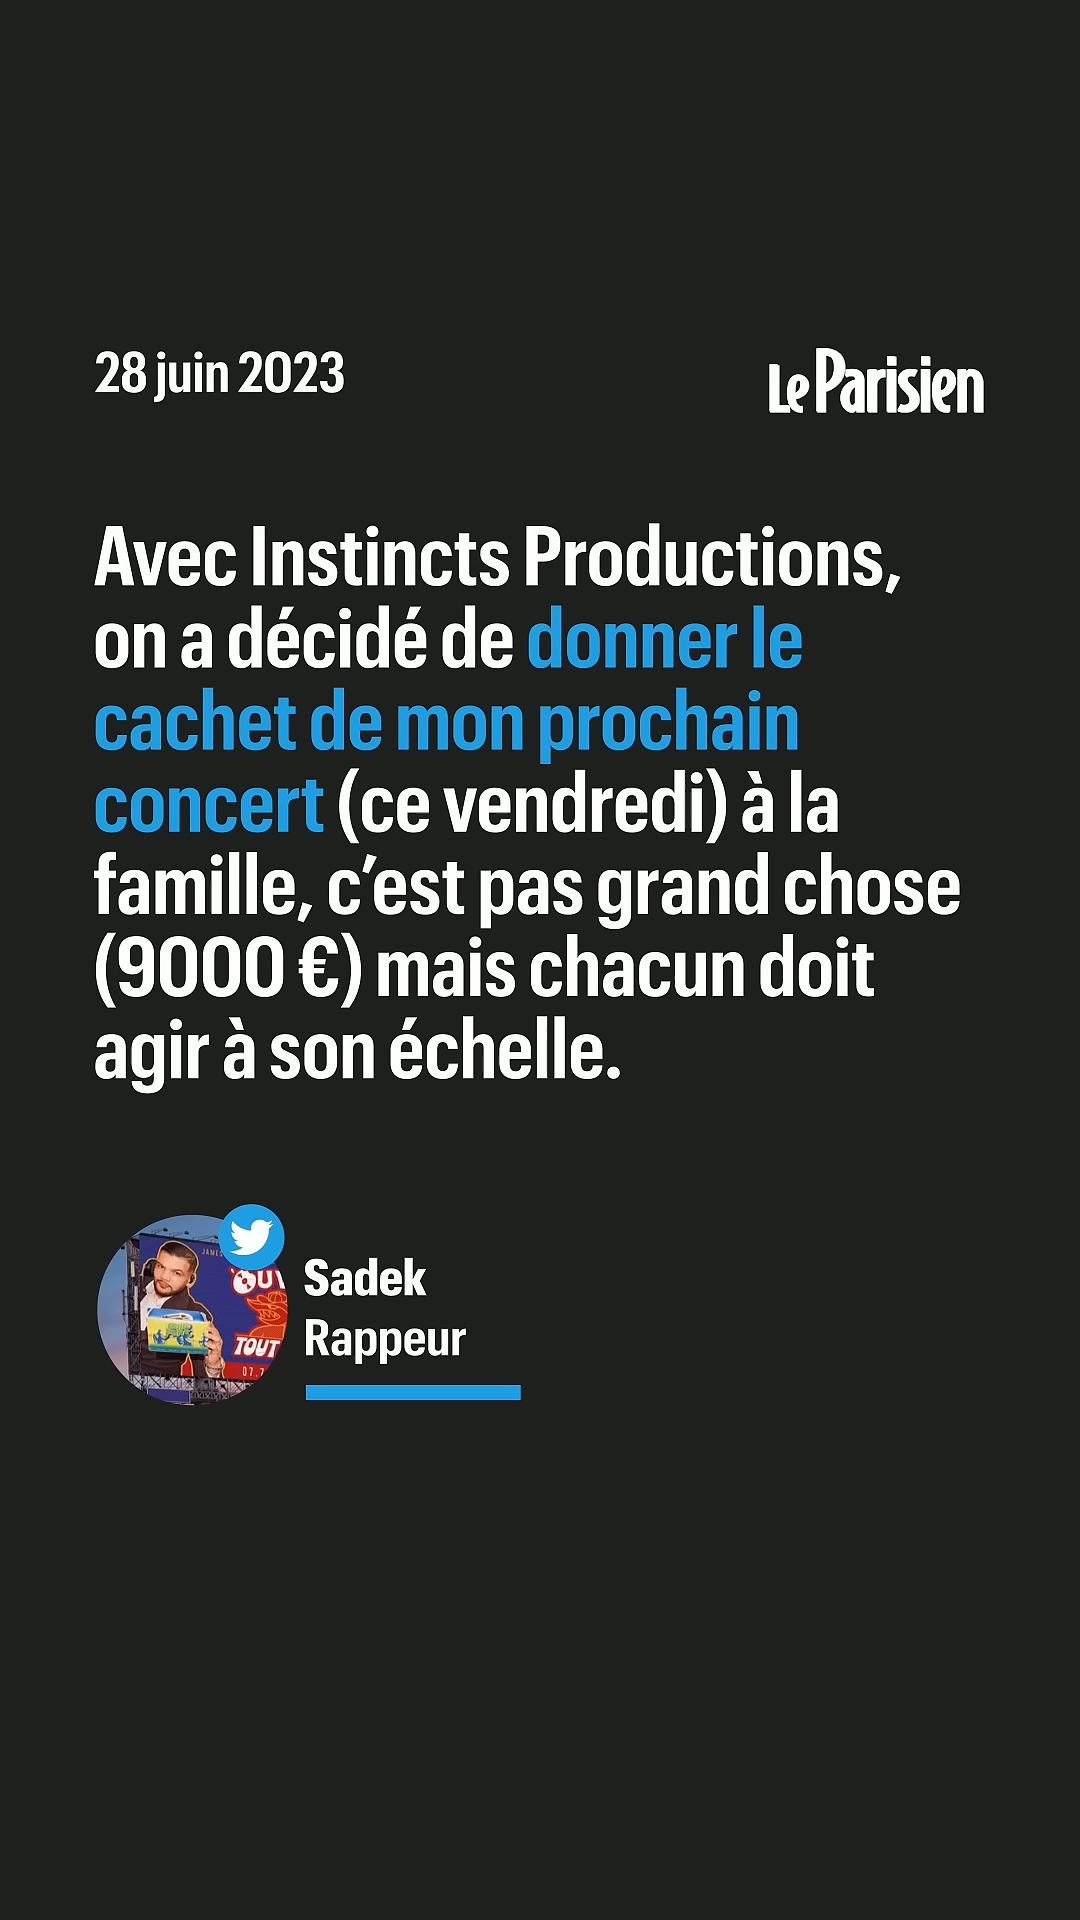 28 juin 2023
Le Parisien
Avec Instincts Productions,
on a décidé de donner le
cachet de mon prochain
concert (ce vendredi) à la
famille, c’est pas grand chose
(9000 €) mais chacun doit
agir à son échelle.
TOUT
Sadek
Rappeur